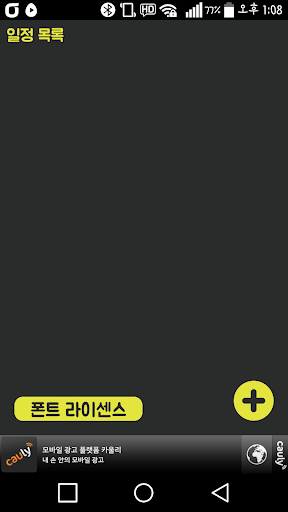 HD 77% 오후 1:08
일정 목록
폰트 라이센스
cauly
모바일 광고 플랫폼 카울리
내 손 안의 모바일 광고
cauly